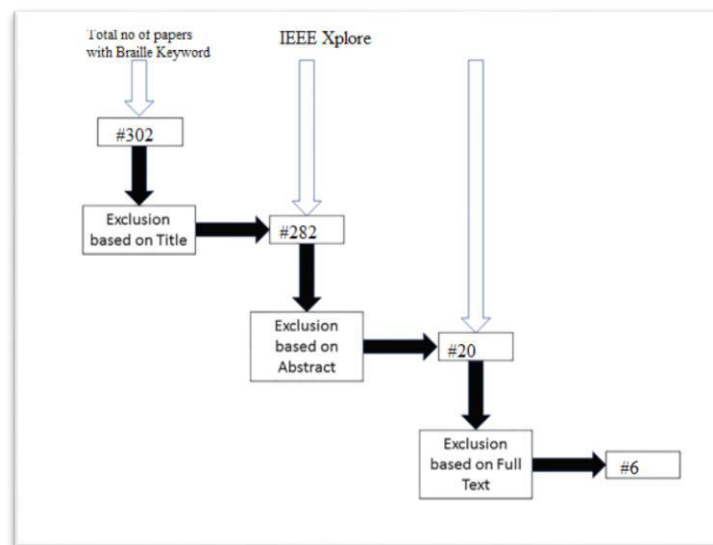 Total no of papers
with Braille Keyword
IEEE Xplore
#302
Exclusion
based on Title
#282
Exclusion
based on
Abstract
#20
Exclusion
based on Full
Text
#6